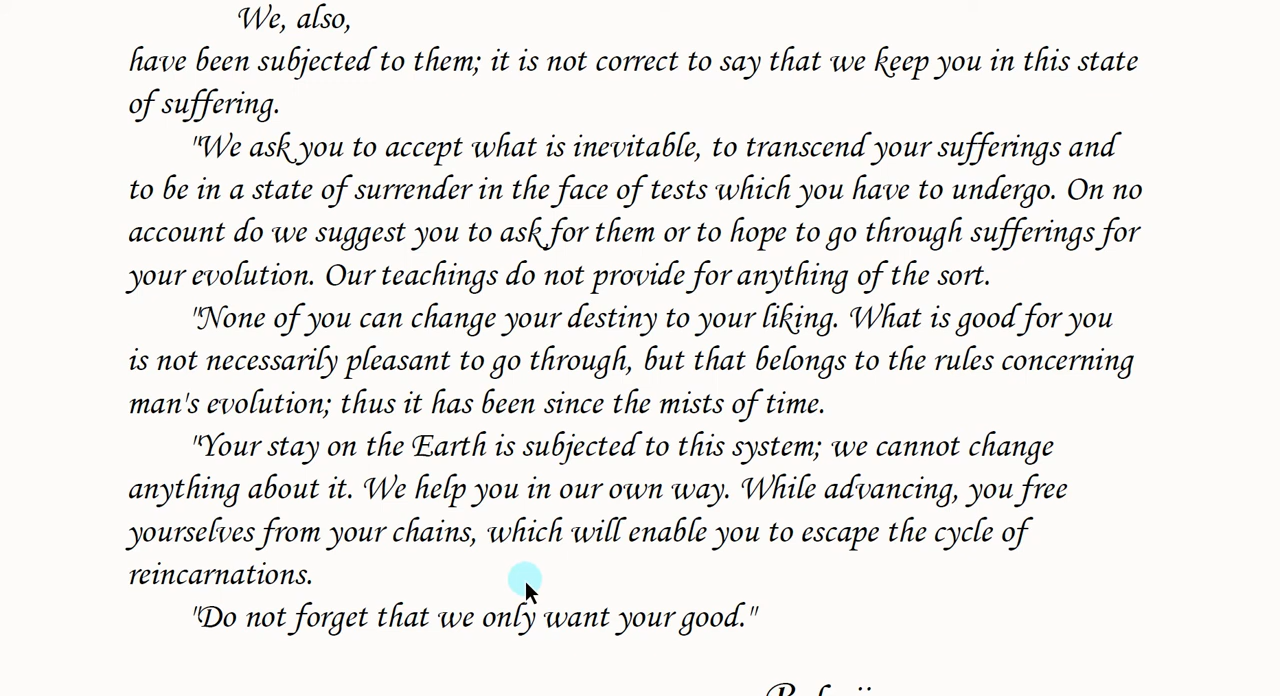 We, also,
have been subjected to them; it is not correct to say that we keep you in this state
of suffering.
"We ask you to accept what is inevitable, to transcend your sufferings and
to be in a state of surrender in the face of tests which you have to undergo. On no
account do we suggest you to ask for them or to hope to go through sufferings for
your evolution. Our teachings do not provide for anything of the sort.
"None of you can change your destiny to your liking. What is good for you
is not necessarily pleasant to go through, but that belongs to the rules concerning
man's evolution; thus it has been since the mists of time.
"Your stay on the Earth is subjected to this system; we cannot change
anything about it. We help you in our own way. While advancing, you free
yourselves from your chains, which will enable you to escape the cycle of
reincarnations.
"Do not forget that we only want your good."